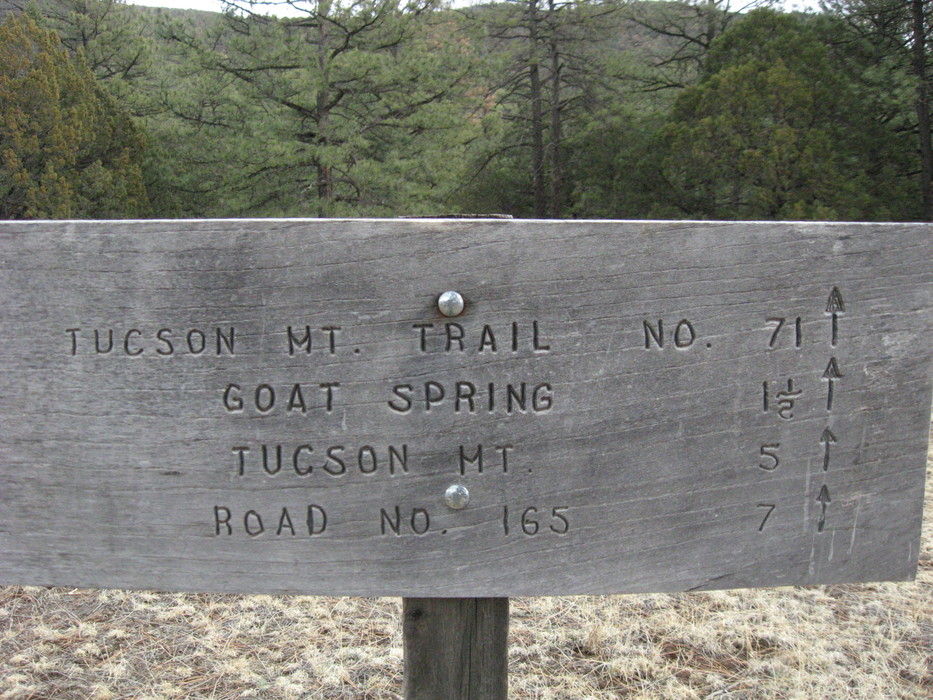 TUCSON MT. TRAIL NO. 71 ↑
GOAT SPRING 1½ ↑
TUCSON MT. 5 ↑
ROAD NO. 165 7 ↑